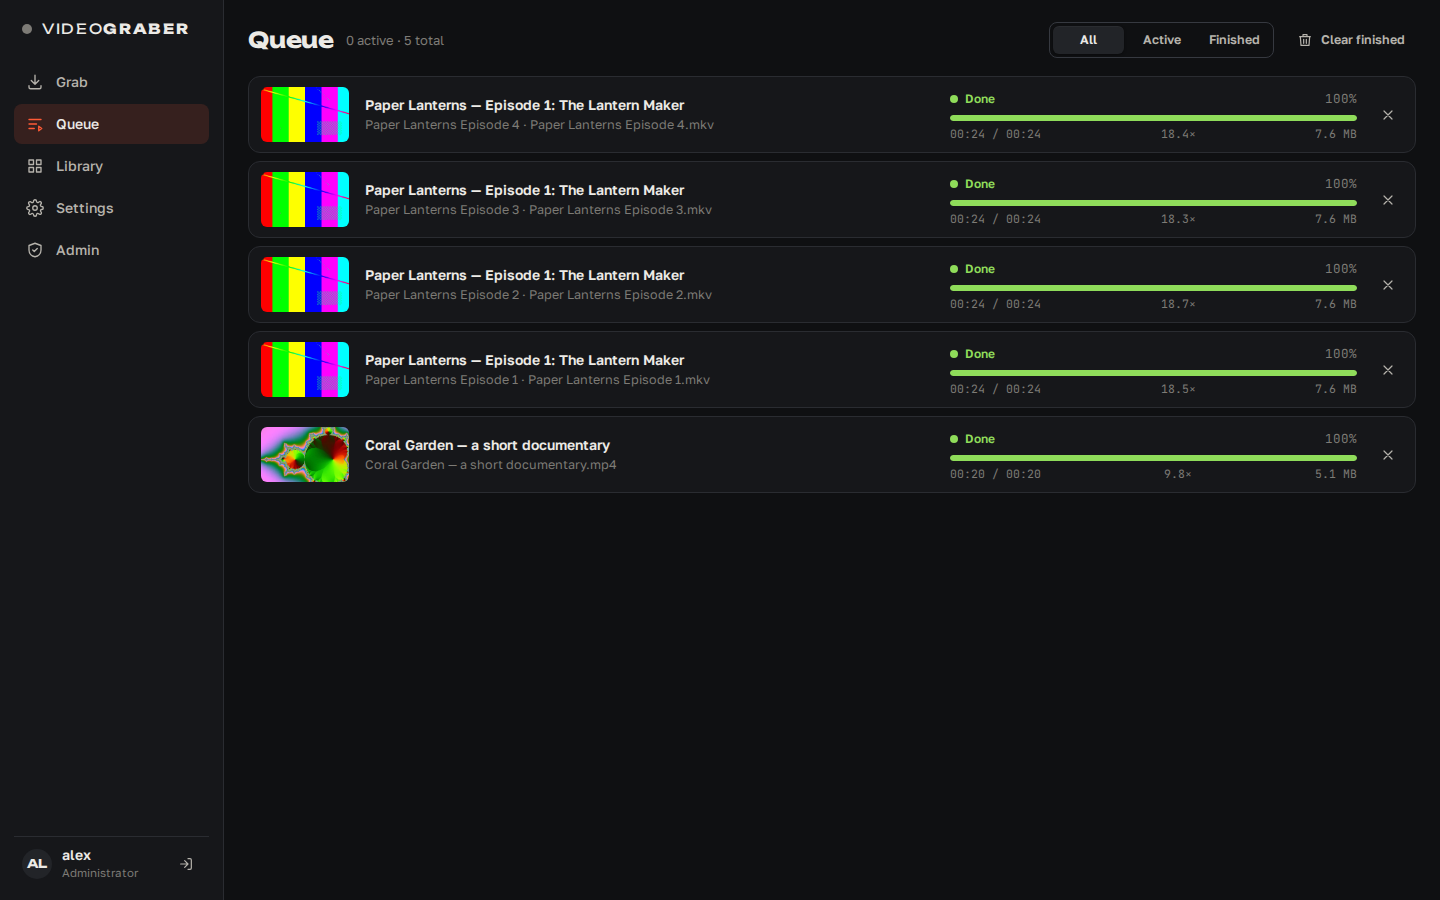 VIDEOGRABER
Grab
Queue
Library
Settings
Admin
AL
alex
Administrator
Queue
0 active · 5 total
All
Active
Finished
Clear finished
Paper Lanterns — Episode 1: The Lantern Maker
Paper Lanterns Episode 4 · Paper Lanterns Episode 4.mkv
Done
100%
00:24 / 00:24
18.4×
7.6 MB
Paper Lanterns — Episode 1: The Lantern Maker
Paper Lanterns Episode 3 · Paper Lanterns Episode 3.mkv
Done
100%
00:24 / 00:24
18.3×
7.6 MB
Paper Lanterns — Episode 1: The Lantern Maker
Paper Lanterns Episode 2 · Paper Lanterns Episode 2.mkv
Done
100%
00:24 / 00:24
18.7×
7.6 MB
Paper Lanterns — Episode 1: The Lantern Maker
Paper Lanterns Episode 1 · Paper Lanterns Episode 1.mkv
Done
100%
00:24 / 00:24
18.5×
7.6 MB
Coral Garden — a short documentary
Coral Garden — a short documentary.mp4
Done
100%
00:20 / 00:20
9.8×
5.1 MB